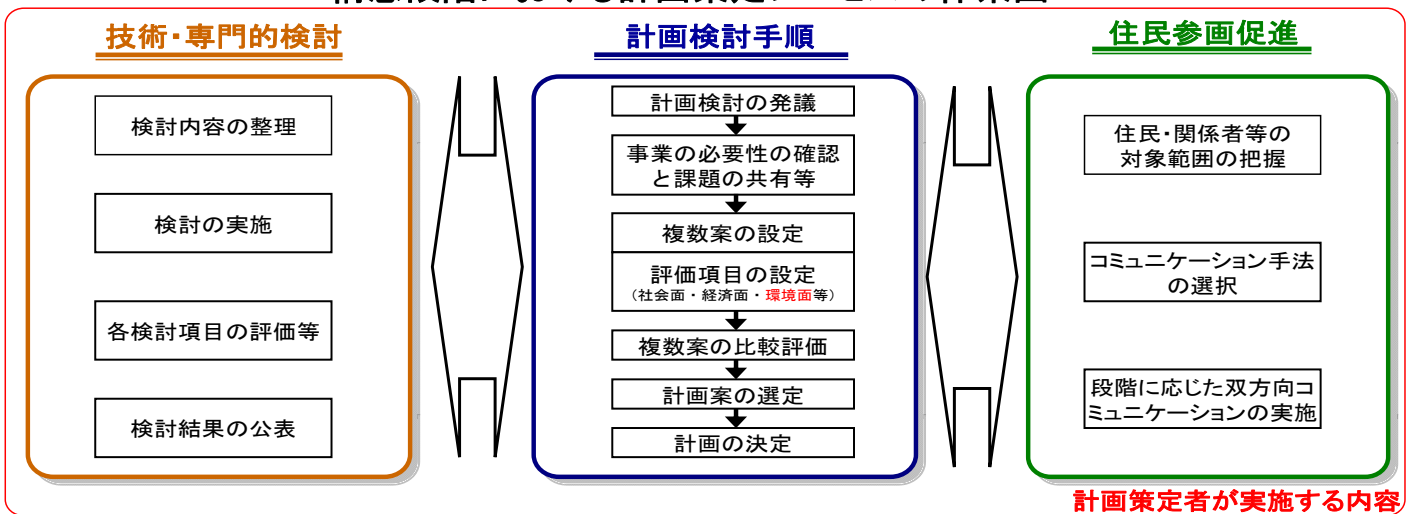 技術・専門的検討
検討内容の整理
検討の実施
各検討項目の評価等
検討結果の公表
計画検討手順
計画検討の発議
事業の必要性の確認
と課題の共有等
複数案の設定
評価項目の設定
（社会面・経済面・環境面等）
複数案の比較評価
計画案の選定
計画の決定
住民参画促進
住民・関係者等の
対象範囲の把握
コミュニケーション手法
の選択
段階に応じた双方向コ
ミュニケーションの実施
計画策定者が実施する内容